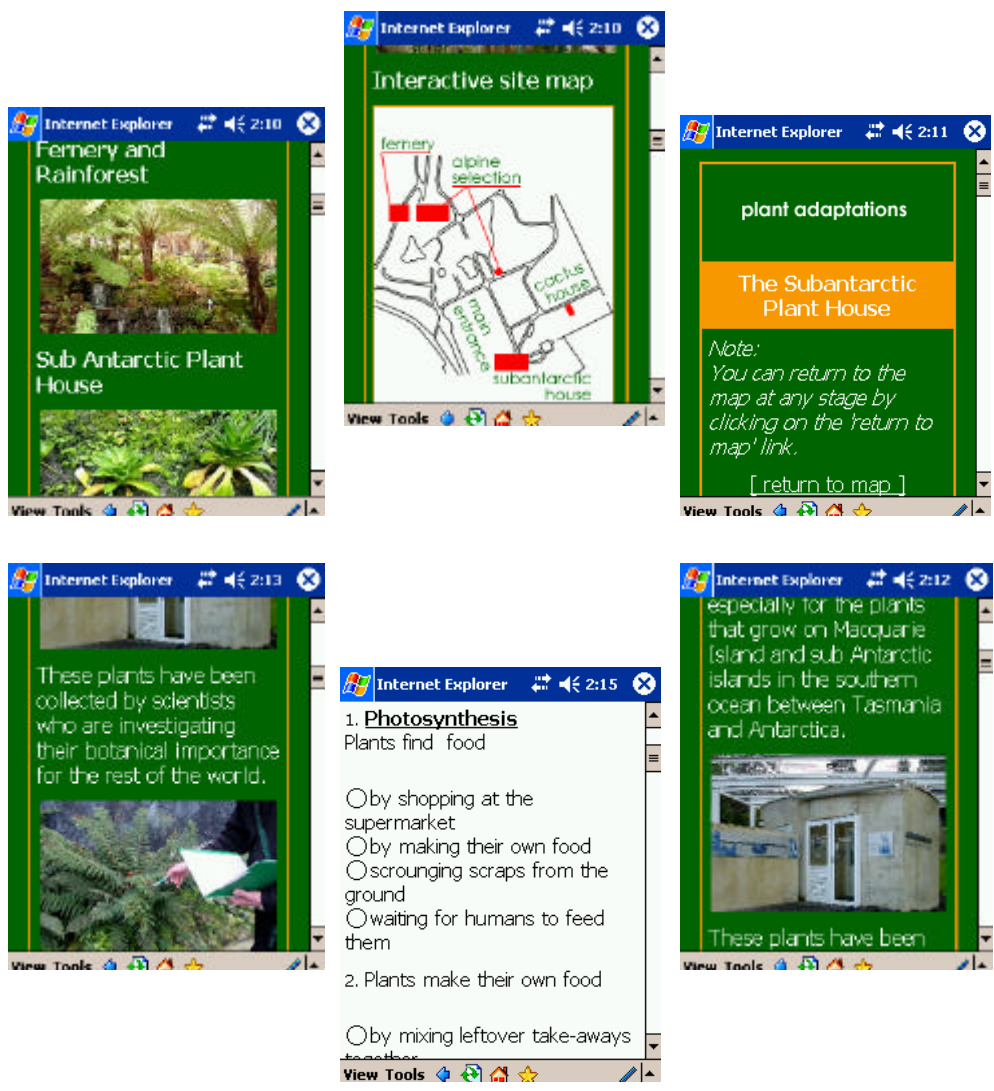 Internet Explorer 2:10
Fernery and
Rainforest
Sub Antarctic Plant
House
View Tools
Internet Explorer 2:10
Interactive site map
fernery
alpine
selection
cactus
house
main
entrance
subantarctic
house
View Tools
Internet Explorer 2:11
plant adaptations
The Subantarctic
Plant House
Note:
You can return to the
map at any stage by
clicking on the 'return to
map' link.
[ return to map ]
View Tools
Internet Explorer 2:13
These plants have been
collected by scientists
who are investigating
their botanical importance
for the rest of the world.
View Tools
Internet Explorer 2:15
1. Photosynthesis
Plants find food
by shopping at the
supermarket
by making their own food
scrounging scraps from the
ground
waiting for humans to feed
them
2. Plants make their own food
by mixing leftover take-aways
together
View Tools
Internet Explorer 2:12
especially for the plants
that grow on Macquarie
Island and sub Antarctic
islands in the southern
ocean between Tasmania
and Antarctica.
These plants have been
View Tools